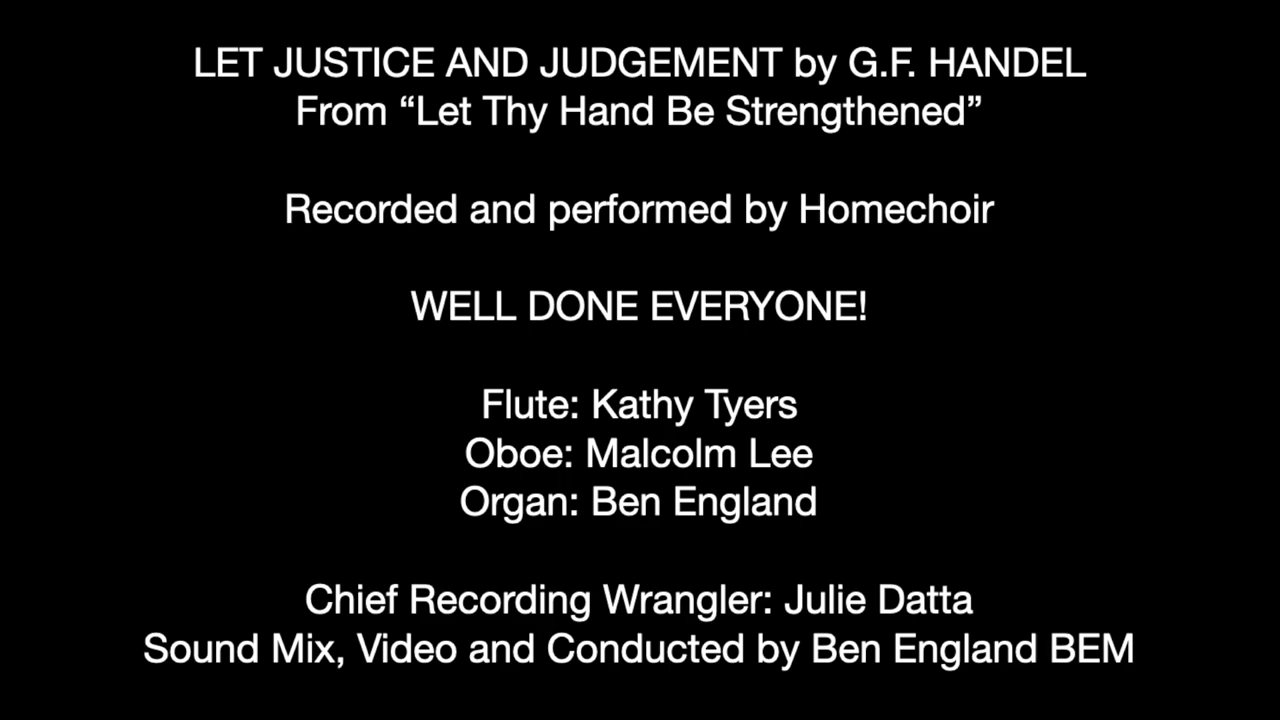 LET JUSTICE AND JUDGEMENT by G.F. HANDEL
From “Let Thy Hand Be Strengthened”
Recorded and performed by Homechoir
WELL DONE EVERYONE!
Flute: Kathy Tyers
Oboe: Malcolm Lee
Organ: Ben England
Chief Recording Wrangler: Julie Datta
Sound Mix, Video and Conducted by Ben England BEM